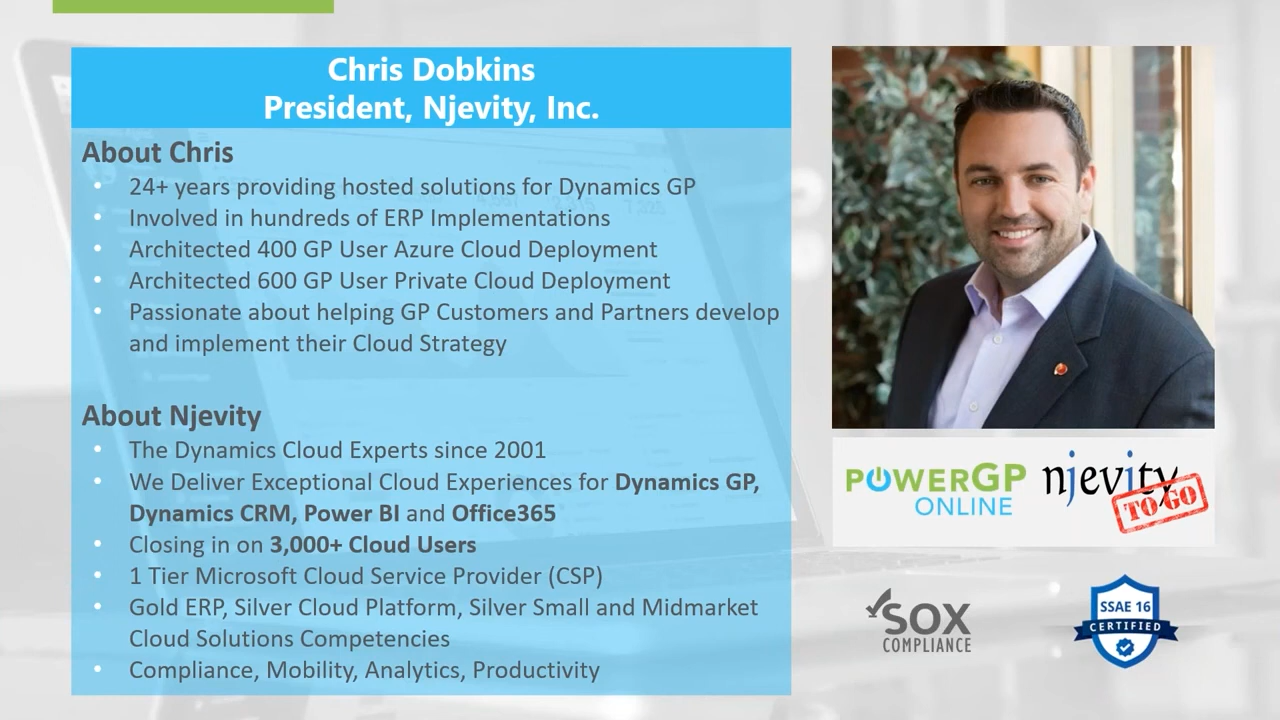 Chris Dobkins
President, Njevity, Inc.
About Chris
• 24+ years providing hosted solutions for Dynamics GP
• Involved in hundreds of ERP Implementations
• Architected 400 GP User Azure Cloud Deployment
• Architected 600 GP User Private Cloud Deployment
• Passionate about helping GP Customers and Partners develop
and implement their Cloud Strategy
About Njevity
• The Dynamics Cloud Experts since 2001
• We Deliver Exceptional Cloud Experiences for Dynamics GP,
Dynamics CRM, Power BI and Office365
• Closing in on 3,000+ Cloud Users
• 1 Tier Microsoft Cloud Service Provider (CSP)
• Gold ERP, Silver Cloud Platform, Silver Small and Midmarket
Cloud Solutions Competencies
• Compliance, Mobility, Analytics, Productivity
POWERGP
ONLINE
njevity
TO GO
SOX
COMPLIANCE
SSAE 16
CERTIFIED